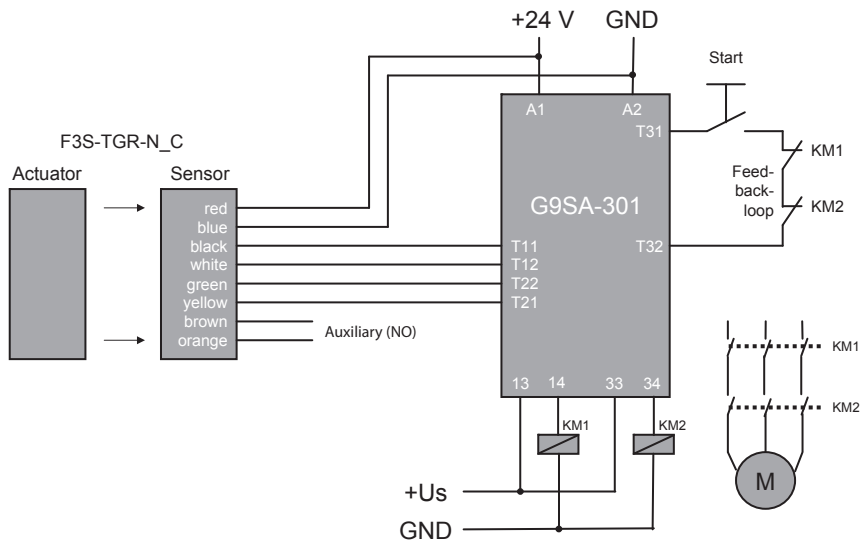 +24 V GND
A1 A2
Start
T31
F3S-TGR-N_C
Actuator Sensor
KM1
Feed-
back-
loop
KM2
G9SA-301
red
blue
black T11
white T12
green T22
yellow T21
brown
orange
T32
Auxiliary (NO)
KM1
KM2
13 14 33 34
KM1 KM2
M
+Us
GND